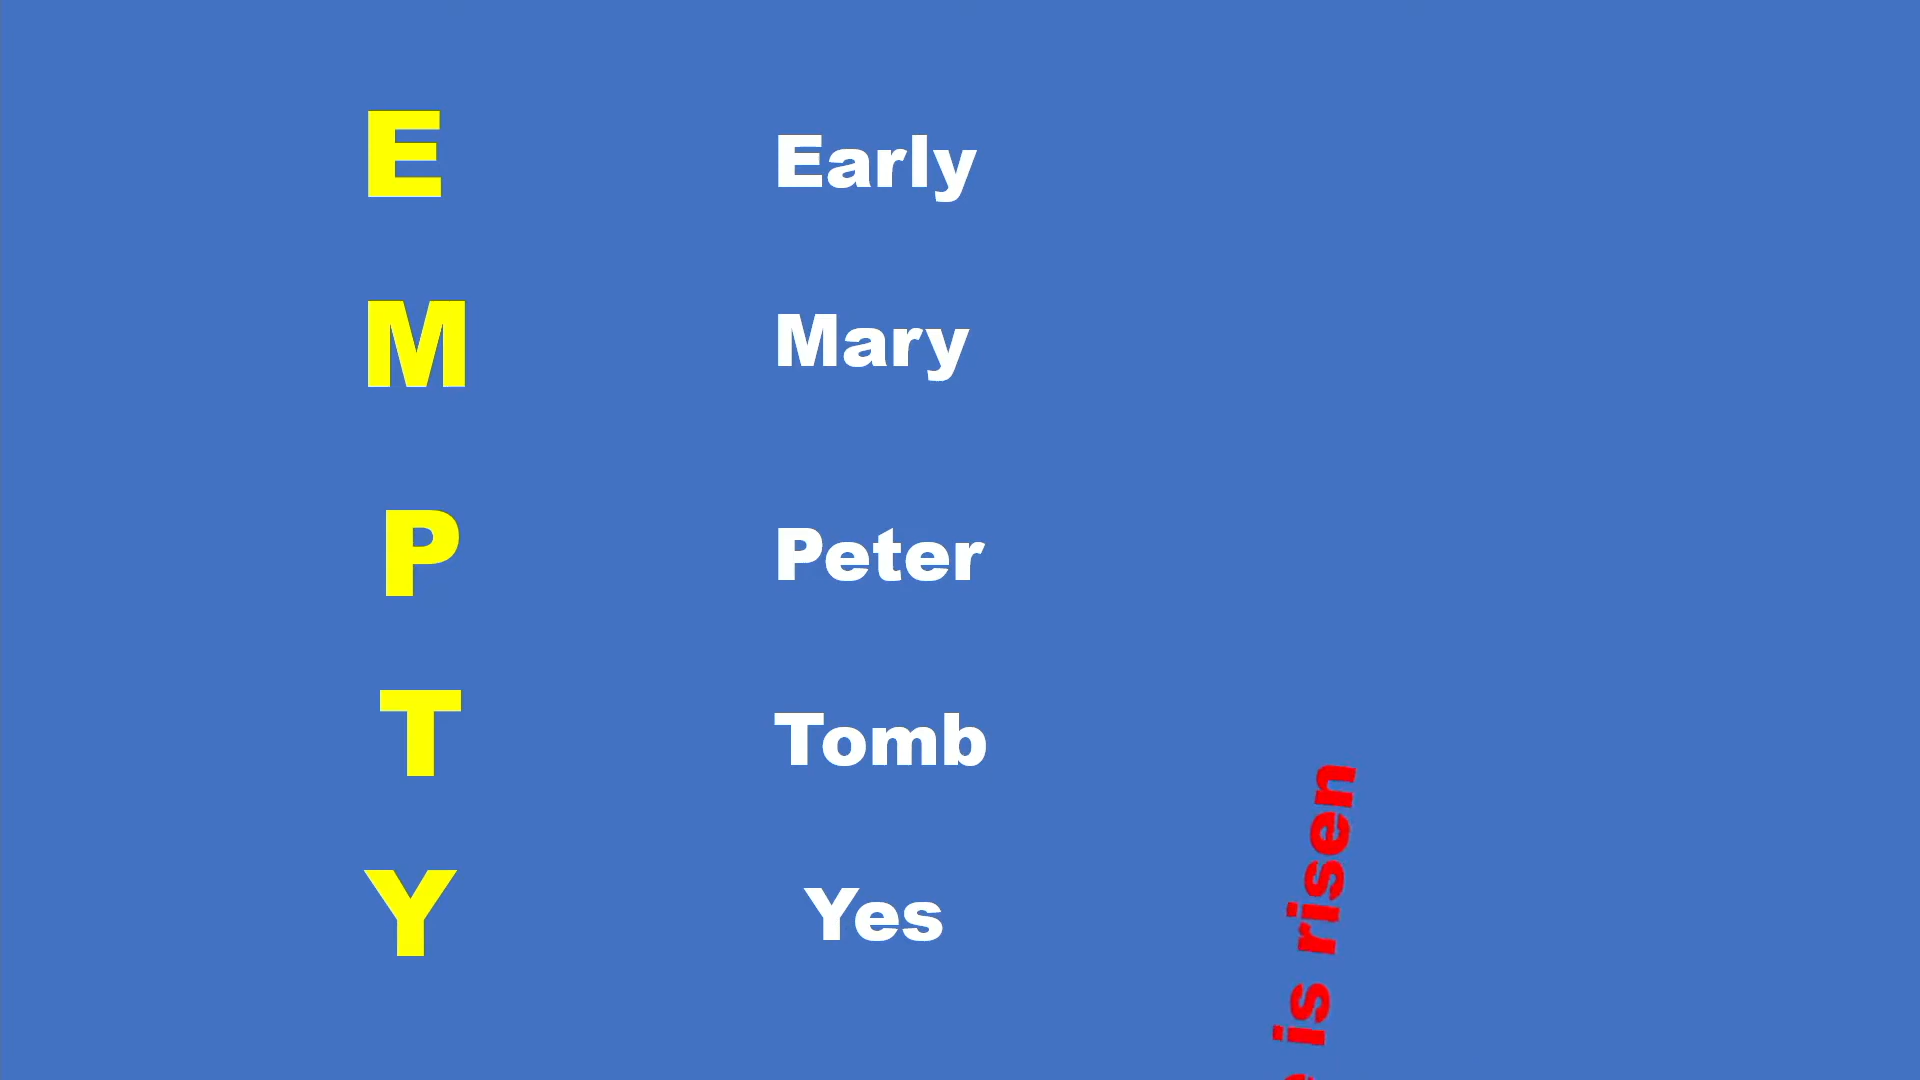 E Early
M Mary
P Peter
T Tomb
Y Yes
is risen